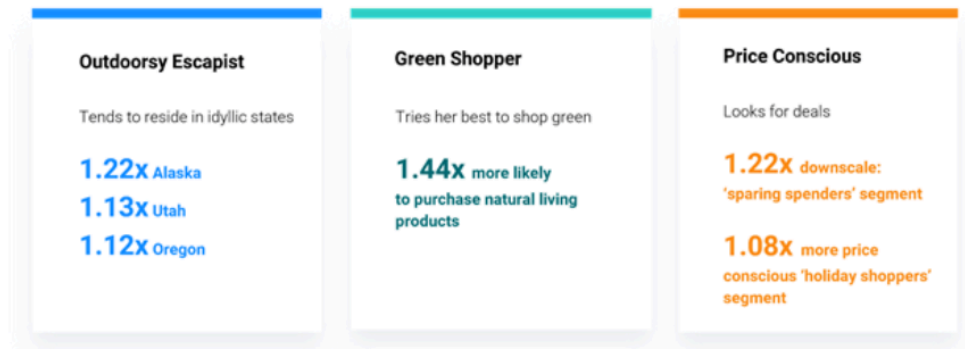 Outdoorsy Escapist
Tends to reside in idyllic states
1.22x Alaska
1.13x Utah
1.12x Oregon
Green Shopper
Tries her best to shop green
1.44x more likely
to purchase natural living
products
Price Conscious
Looks for deals
1.22x downscale:
‘sparing spenders’ segment
1.08x more price
conscious ‘holiday shoppers’
segment